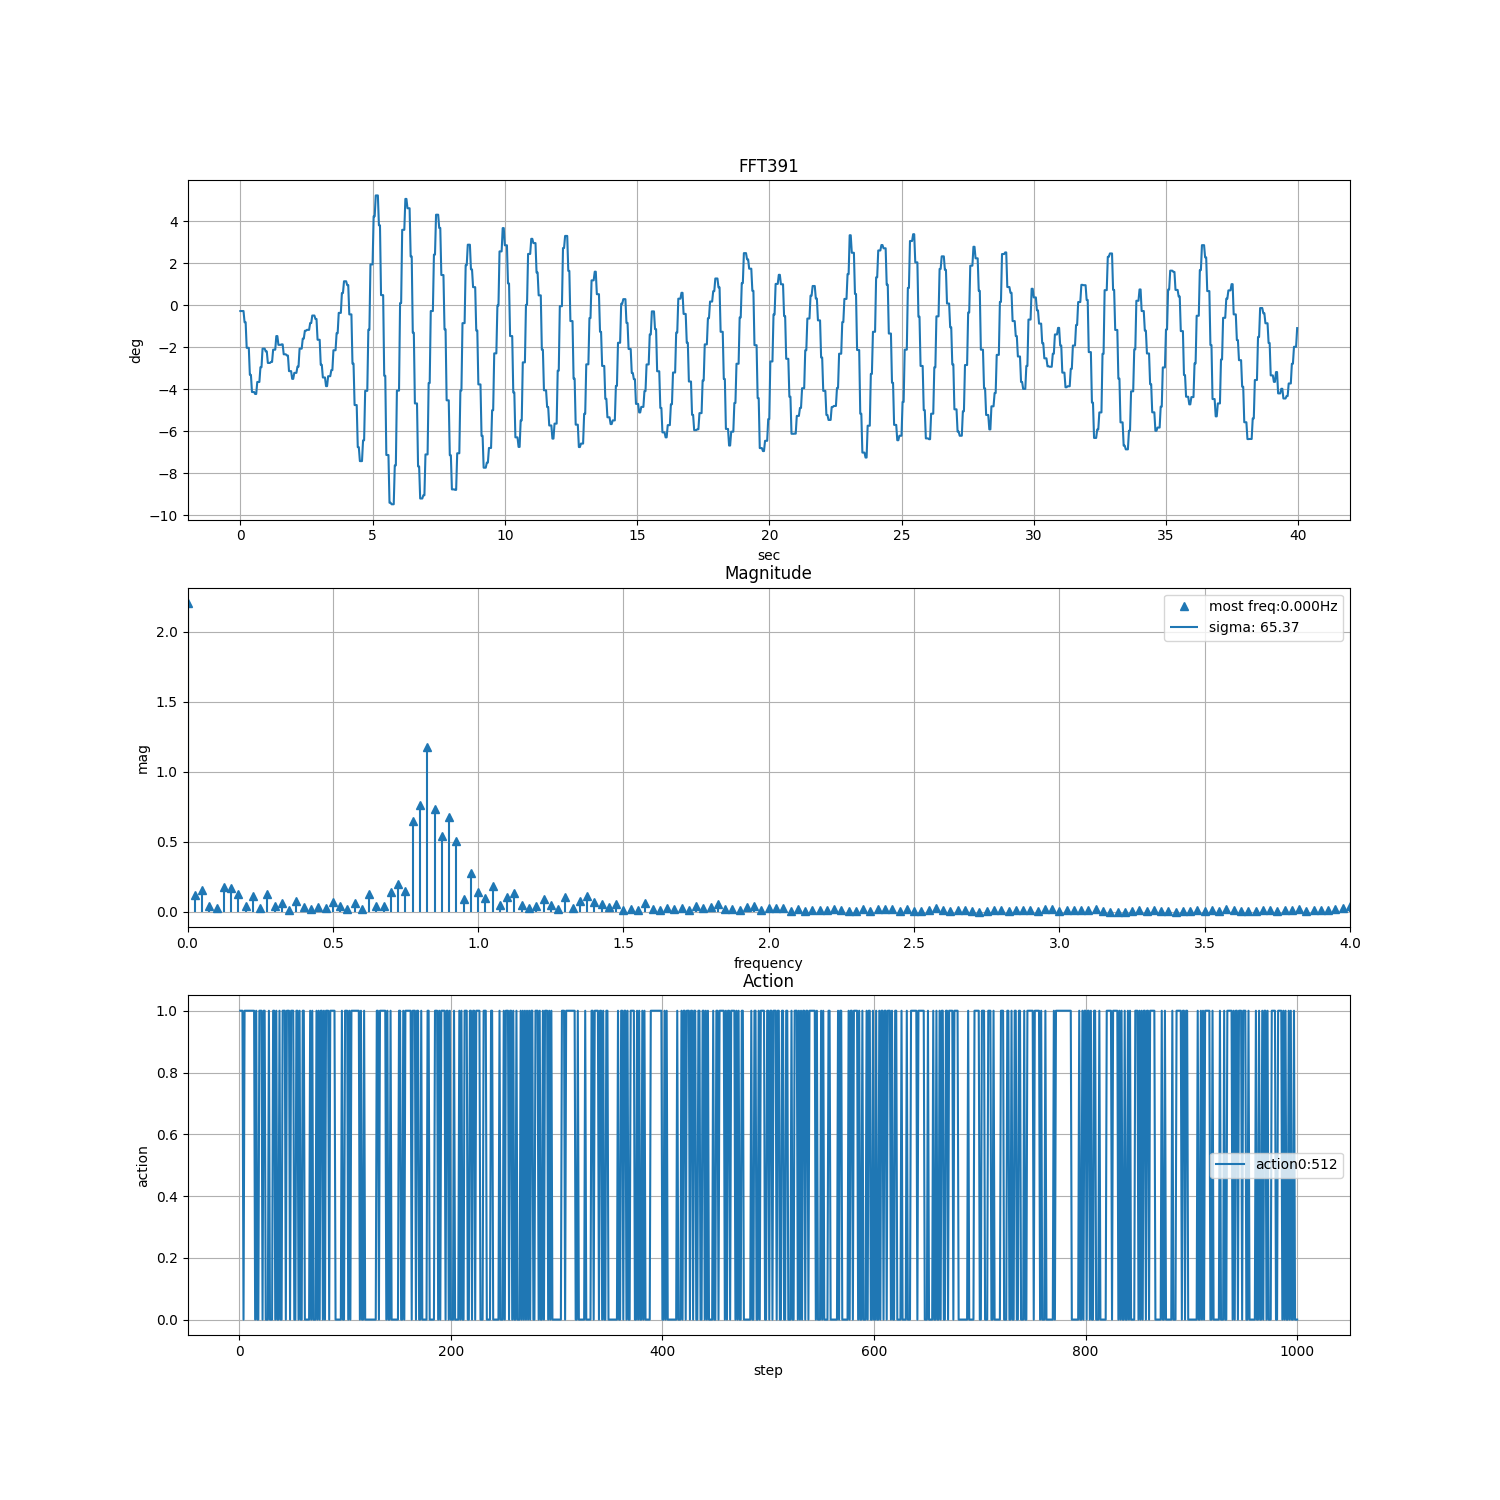 FFT391
4
2
0
−2
−4
−6
−8
−10
deg
0 5 10 15 20 25 30 35 40
sec
Magnitude
most freq:0.000Hz
sigma: 65.37
2.0
1.5
1.0
0.5
0.0
mag
0.0 0.5 1.0 1.5 2.0 2.5 3.0 3.5 4.0
frequency
Action
1.0
0.8
0.6
0.4
0.2
0.0
action
action0:512
0 200 400 600 800 1000
step